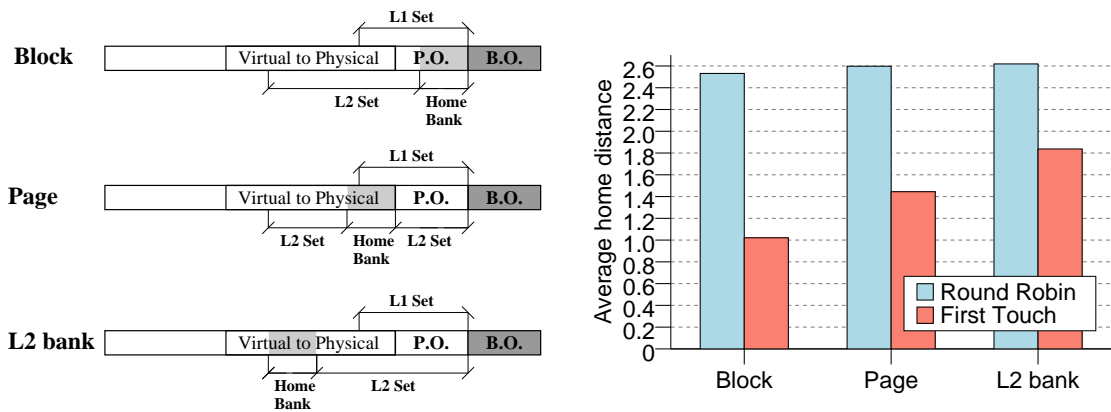 L1 Set
Block
Virtual to Physical
P.O.
B.O.
L2 Set
Home
Bank
L1 Set
Page
Virtual to Physical
P.O.
B.O.
L2 Set
Home
Bank
L2 Set
L1 Set
L2 bank
Virtual to Physical
P.O.
B.O.
Home
Bank
L2 Set
Average home distance
2.6
2.4
2.2
2.0
1.8
1.6
1.4
1.2
1.0
0.8
0.6
0.4
0.2
0
Round Robin
First Touch
Block
Page
L2 bank